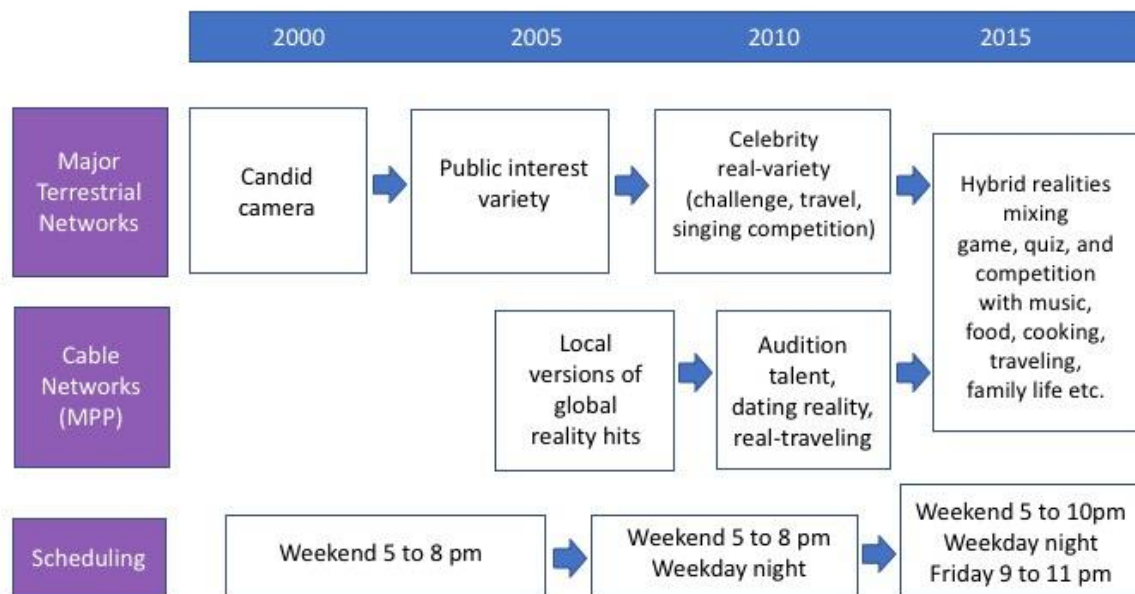 2000 2005 2010 2015
Major
Terrestrial
Networks
Candid
camera
Public interest
variety
Celebrity
real-variety
(challenge, travel,
singing competition)
Hybrid realities
mixing
game, quiz, and
competition
with music,
food, cooking,
traveling,
family life etc.
Cable
Networks
(MPP)
Local
versions of
global
reality hits
Audition
talent,
dating reality,
real-traveling
Scheduling
Weekend 5 to 8 pm
Weekend 5 to 8 pm
Weekday night
Weekend 5 to 10pm
Weekday night
Friday 9 to 11 pm